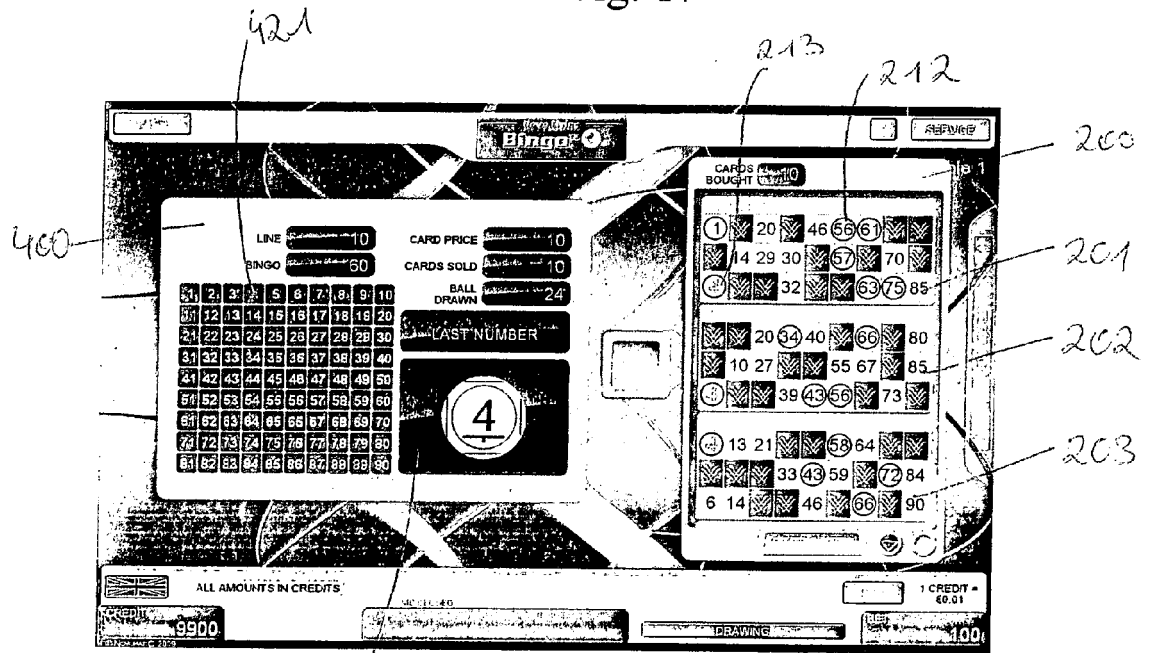 421
213
212
Bingo
SERVICE
200
CARDS BOUGHT 10
400
LINE 10 CARD PRICE 10
BINGO 60 CARDS SOLD 10
BALL DRAWN 24
LAST NUMBER
4
1 2 3 4 5 6 7 8 9 10
11 12 13 14 15 16 17 18 19 20
21 22 23 24 25 26 27 28 29 30
31 32 33 34 35 36 37 38 39 40
41 42 43 44 45 46 47 48 49 50
51 52 53 54 55 56 57 58 59 60
61 62 63 64 65 66 67 68 69 70
71 72 73 74 75 76 77 78 79 80
81 82 83 84 85 86 87 88 89 90
1 20 46 56 61
14 29 30 57 70
32 63 75 85
201
20 34 40 66 80
10 27 55 67 85
39 43 56 73
202
13 21 58 64
33 43 59 72 84
6 14 46 66 90
203
ALL AMOUNTS IN CREDITS
1 CREDIT =
€0.01
CREDIT
9900
DRAWING
BET
100